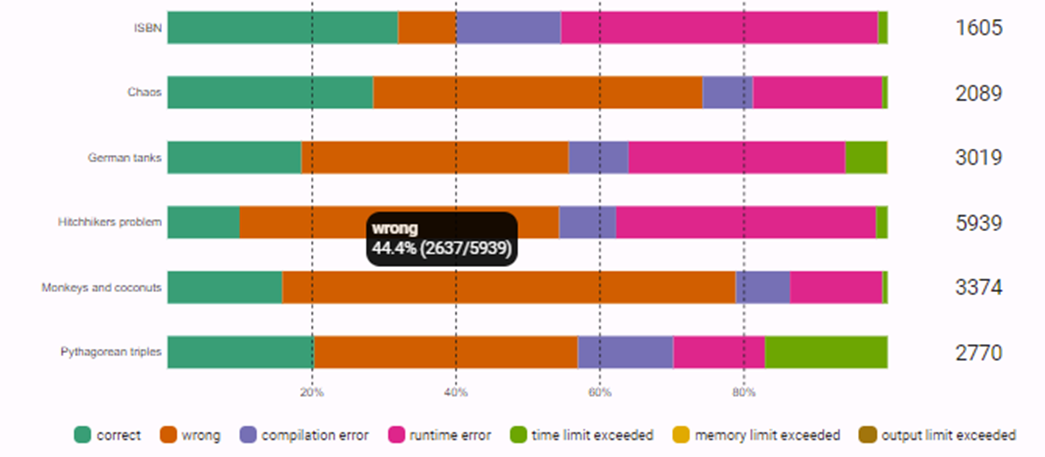 ISBN 1605
Chaos 2089
German tanks 3019
Hitchhikers problem 5939
wrong
44.4% (2637/5939)
Monkeys and coconuts 3374
Pythagorean triples 2770
20% 40% 60% 80%
correct wrong compilation error runtime error time limit exceeded memory limit exceeded output limit exceeded